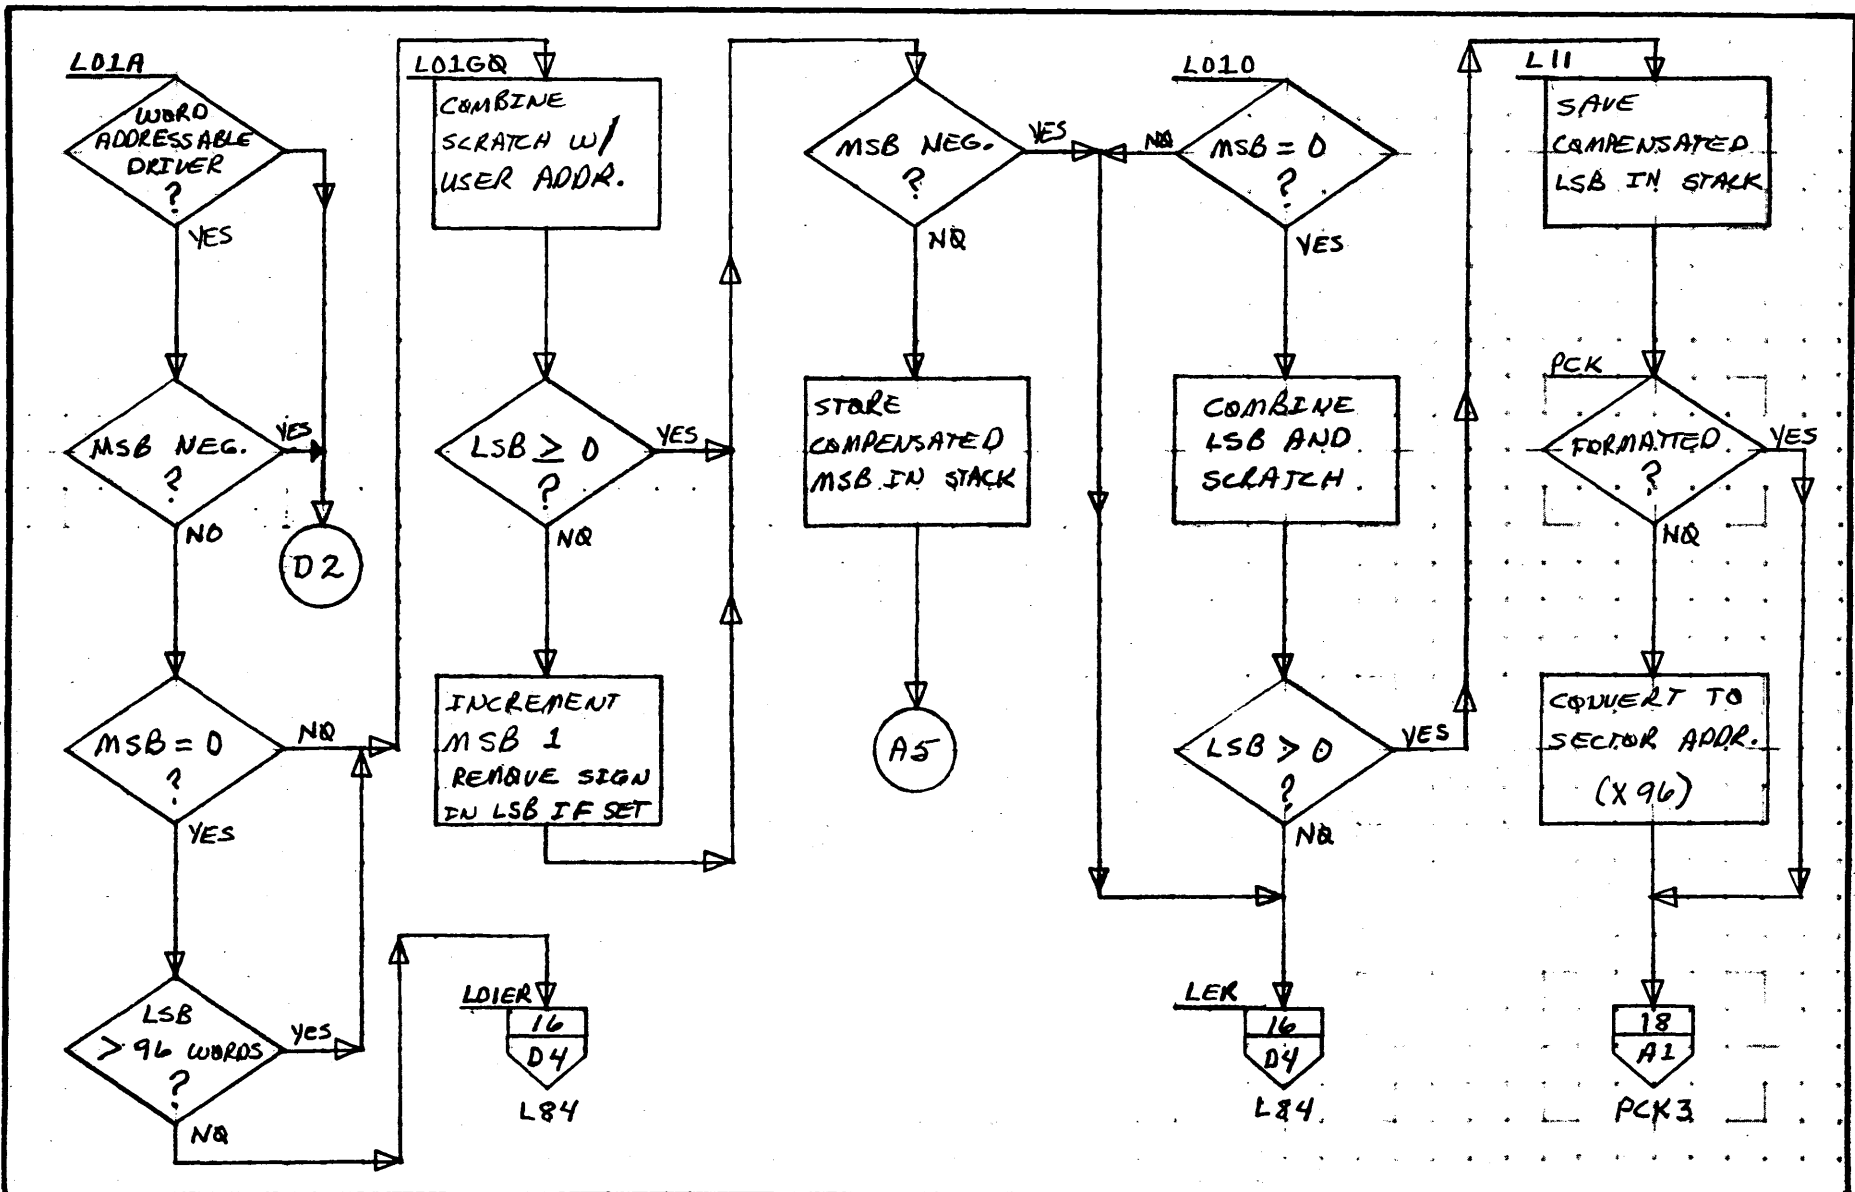 L01A
WORD
ADDRESSABLE
DRIVER
?
YES
MSB NEG.
?
YES
NO
D2
MSB = 0
?
NO
YES
LSB
> 96 WORDS
?
YES
NO
L01GO
COMBINE
SCRATCH W/
USER ADDR.
LSB ≥ 0
?
YES
NO
INCREMENT
MSB 1
REMOVE SIGN
IN LSB IF SET
L01ER
16
D4
L84
MSB NEG.
?
YES
NO
STORE
COMPENSATED
MSB IN STACK
A5
L010
MSB = 0
?
NO
YES
COMBINE
LSB AND
SCRATCH
LSB > 0
?
YES
NO
LER
16
D4
L84
L11
SAVE
COMPENSATED
LSB IN STACK
PCK
FORMATTED
?
YES
NO
CONVERT TO
SECTOR ADDR.
(X 96)
18
A1
PCK3